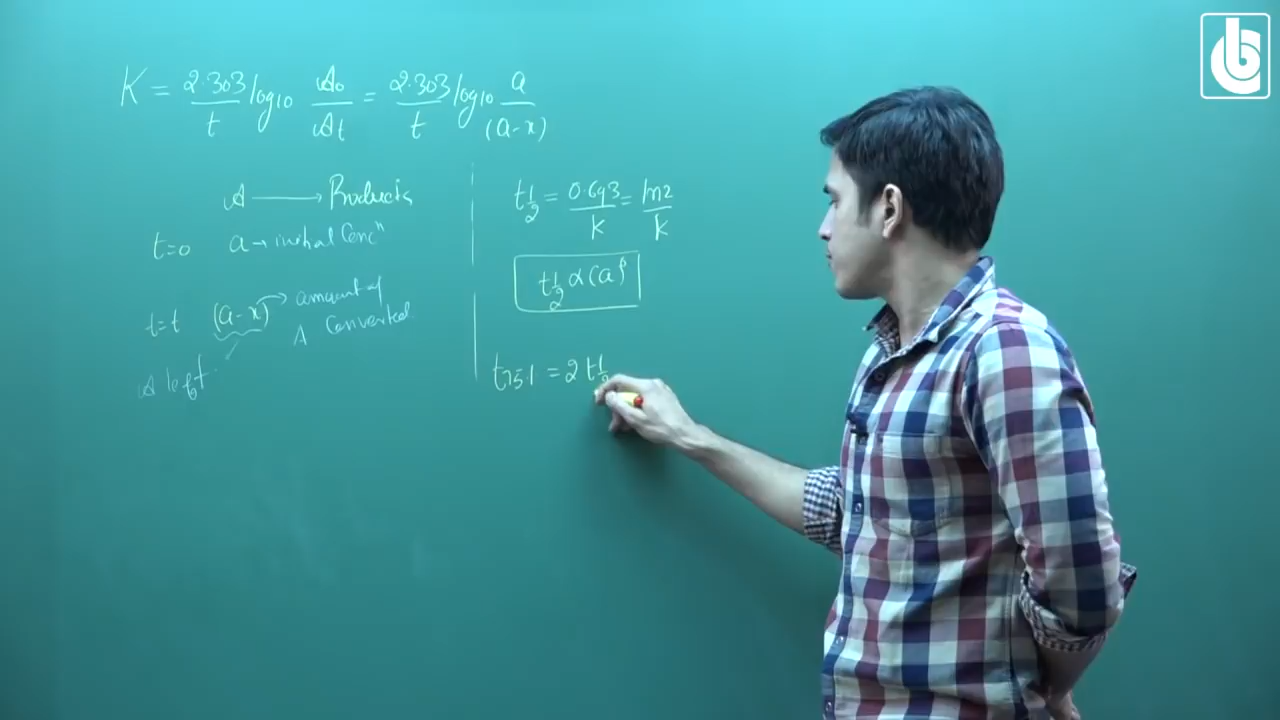 K = 2.303/t log10 A0/At = 2.303/t log10 a/(a-x)
A → Products
t=0 a → initial Concⁿ
t=t (a-x) → amount of
A Converted
A left
t1/2 = 0.693/k = ln2/k
t1/2 ∝ (a)⁰
t75% = 2 t1/2